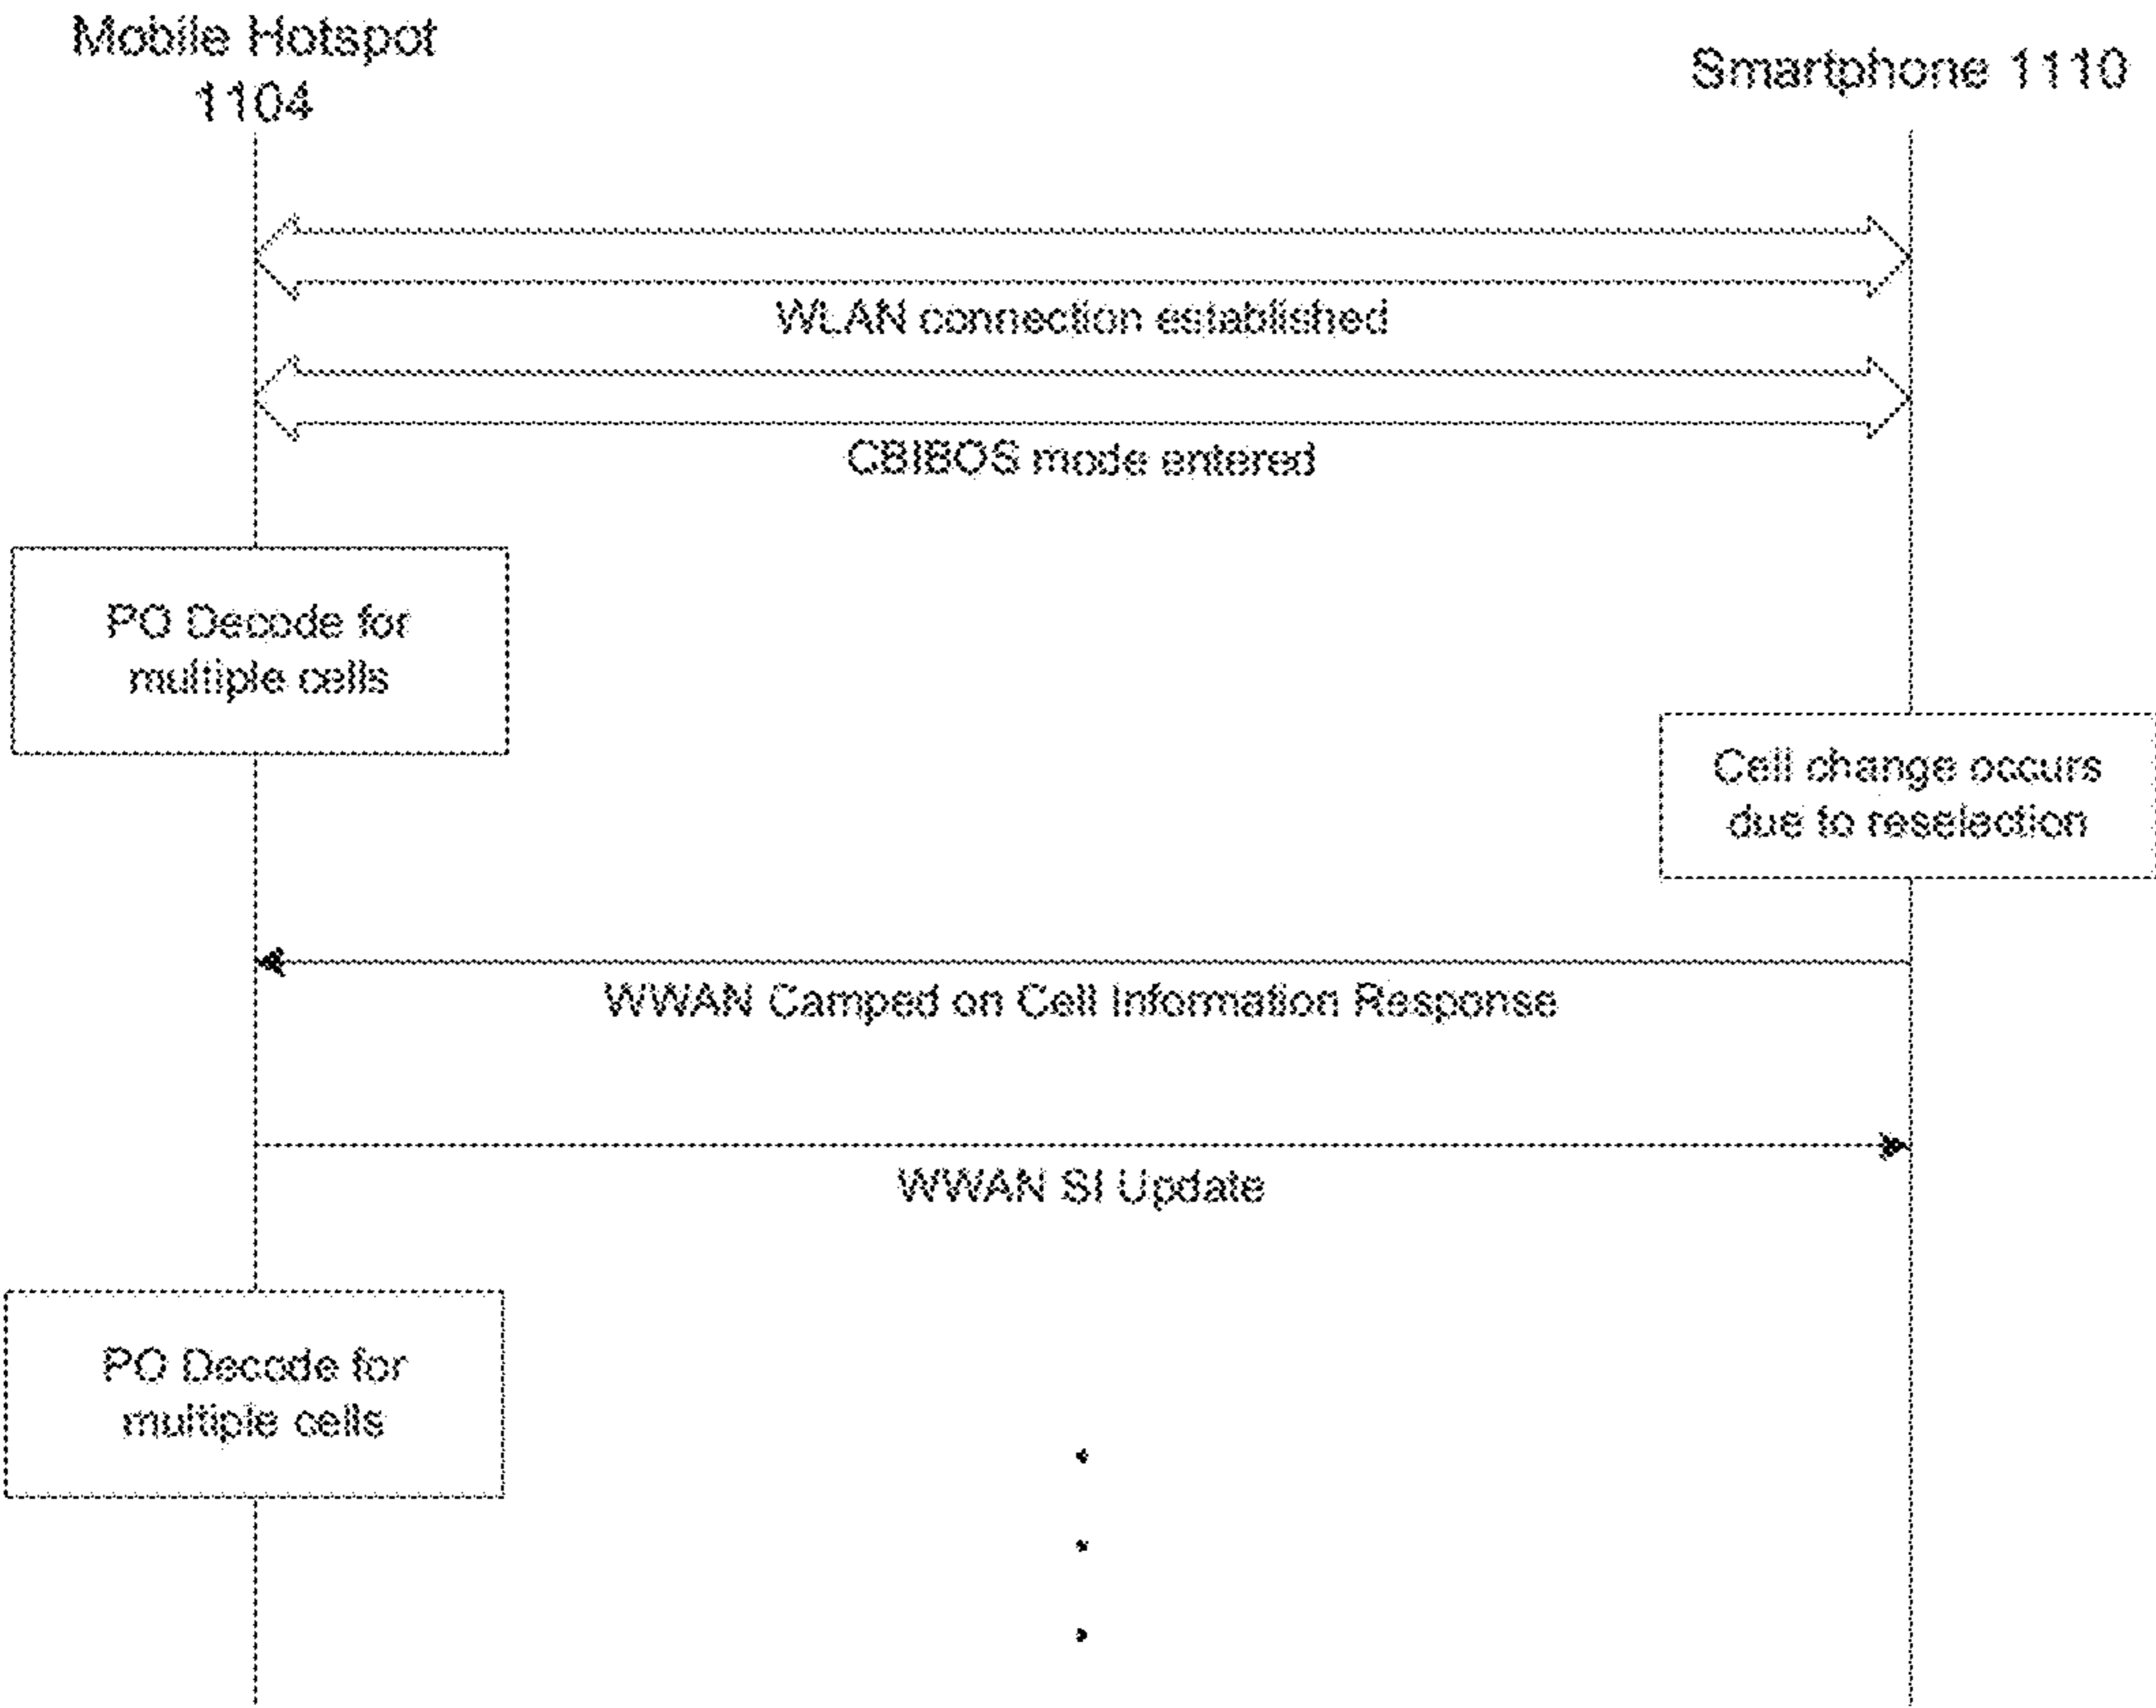 Mobile Hotspot
1104
Smartphone 1110
WLAN connection established
CBIBOS mode entered
PO Decode for
multiple cells
Cell change occurs
due to reselection
WWAN Camped on Cell Information Response
WWAN SI Update
PO Decode for
multiple cells